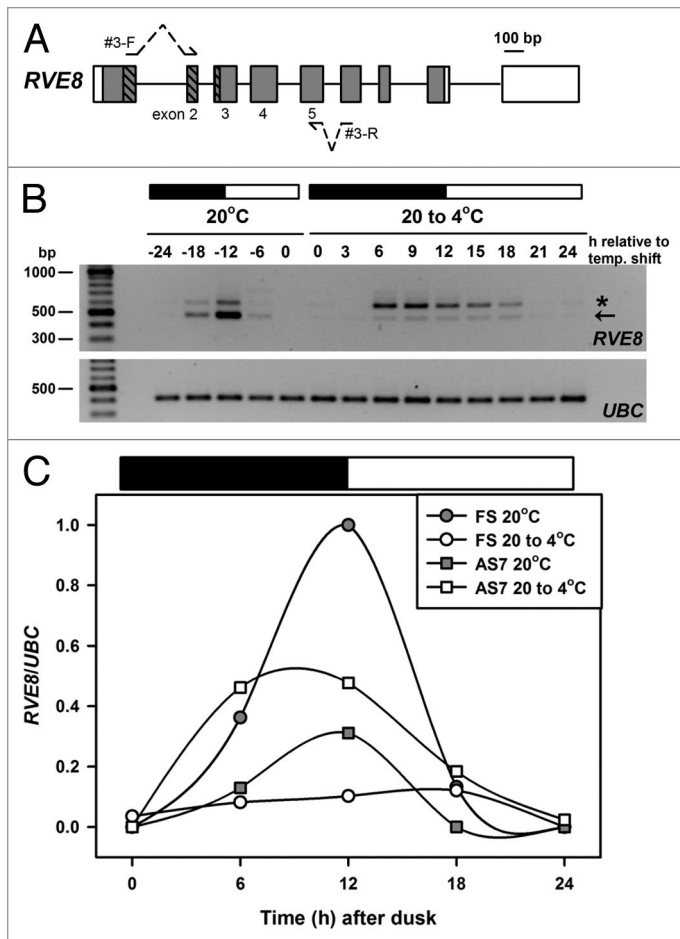 A
#3-F
100 bp
RVE8
exon 2
3
4
5
#3-R
B
20°C
20 to 4°C
bp
-24 -18 -12 -6 0
0 3 6 9 12 15 18 21 24
h relative to
temp. shift
1000
500
300
*
←
RVE8
500
UBC
C
FS 20°C
FS 20 to 4°C
AS7 20°C
AS7 20 to 4°C
RVE8/UBC
1.0
0.8
0.6
0.4
0.2
0.0
0 6 12 18 24
Time (h) after dusk